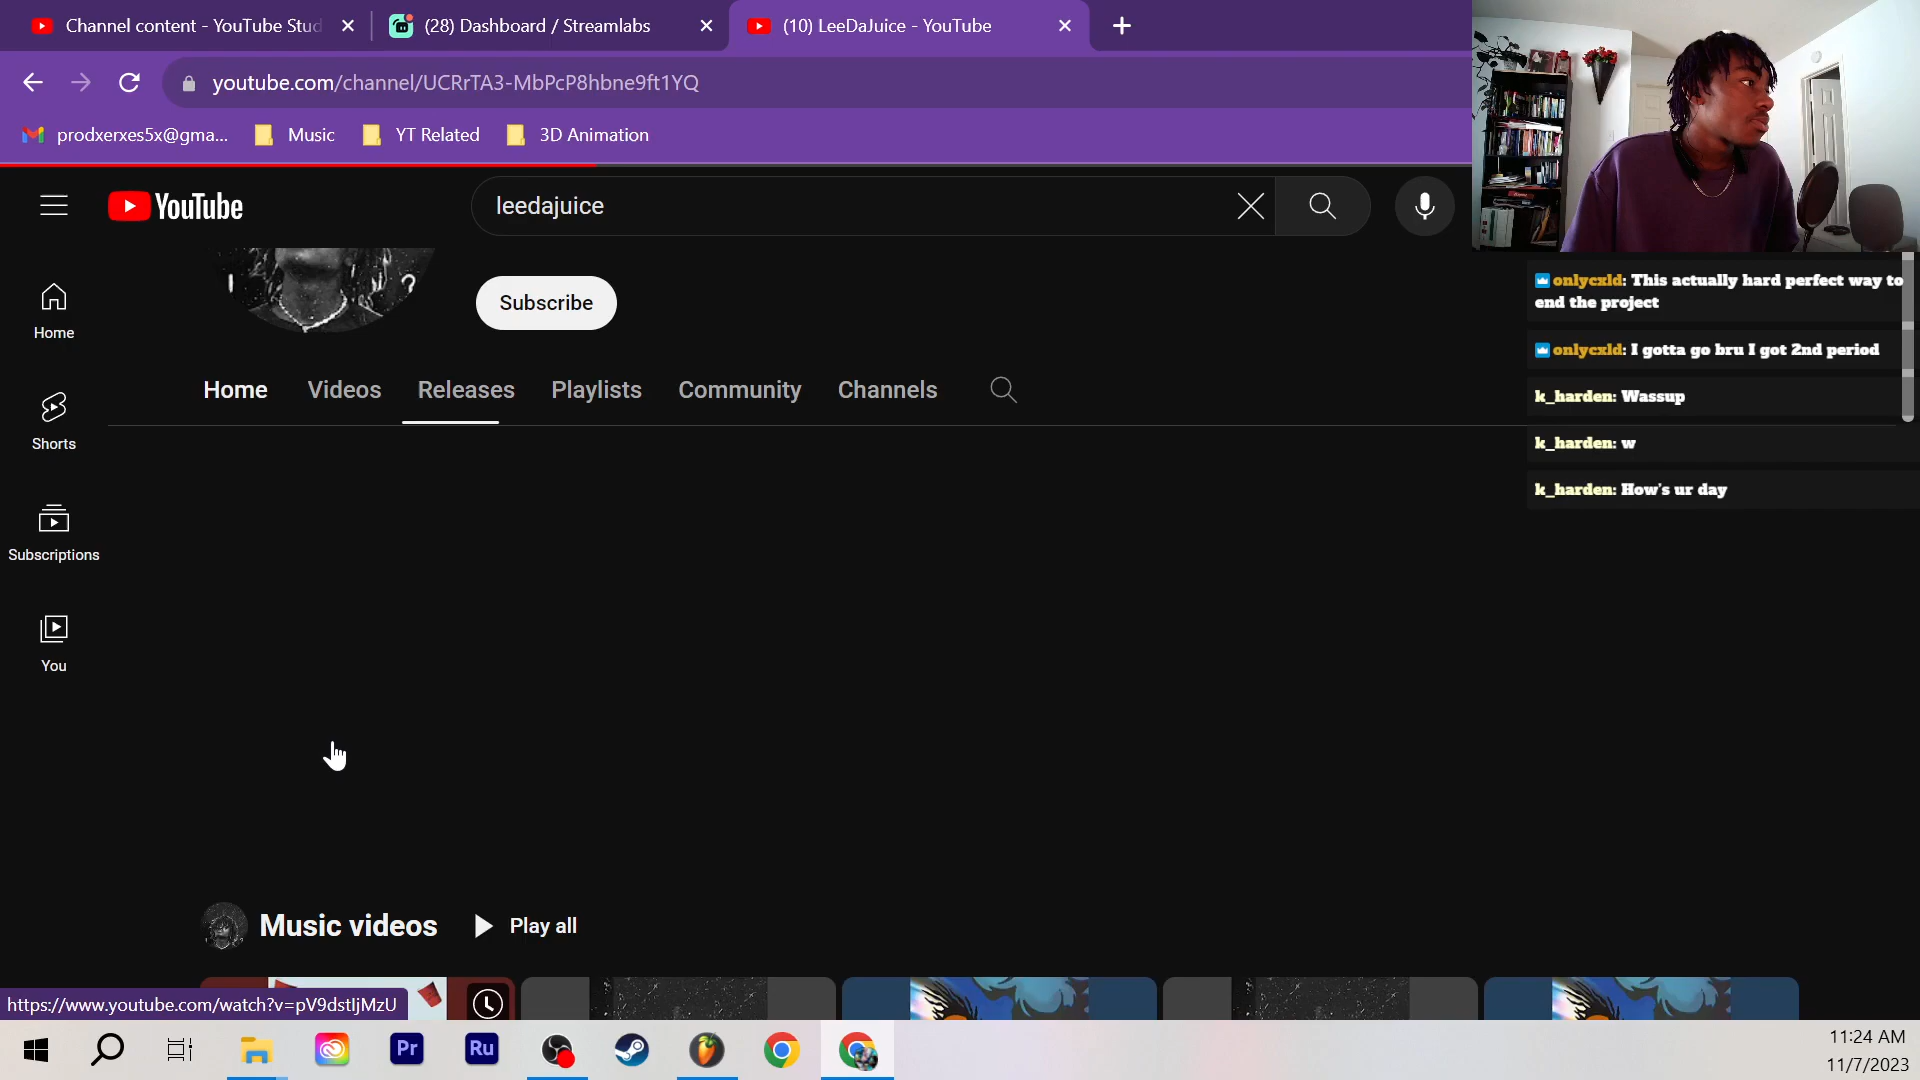 Channel content - YouTube Stud
(28) Dashboard / Streamlabs
(10) LeeDaJuice - YouTube
youtube.com/channel/UCRrTA3-MbPcP8hbne9ft1YQ
prodxerxes5x@gma...
Music
YT Related
3D Animation
YouTube
leedajuice
Subscribe
Home
Videos
Releases
Playlists
Community
Channels
Home
Shorts
Subscriptions
You
onlycxld: This actually hard perfect way to
end the project
onlycxld: I gotta go bru I got 2nd period
k_harden: Wassup
k_harden: w
k_harden: How's ur day
Music videos
Play all
https://www.youtube.com/watch?v=pV9dstIjMzU
Pr
Ru
11:24 AM
11/7/2023